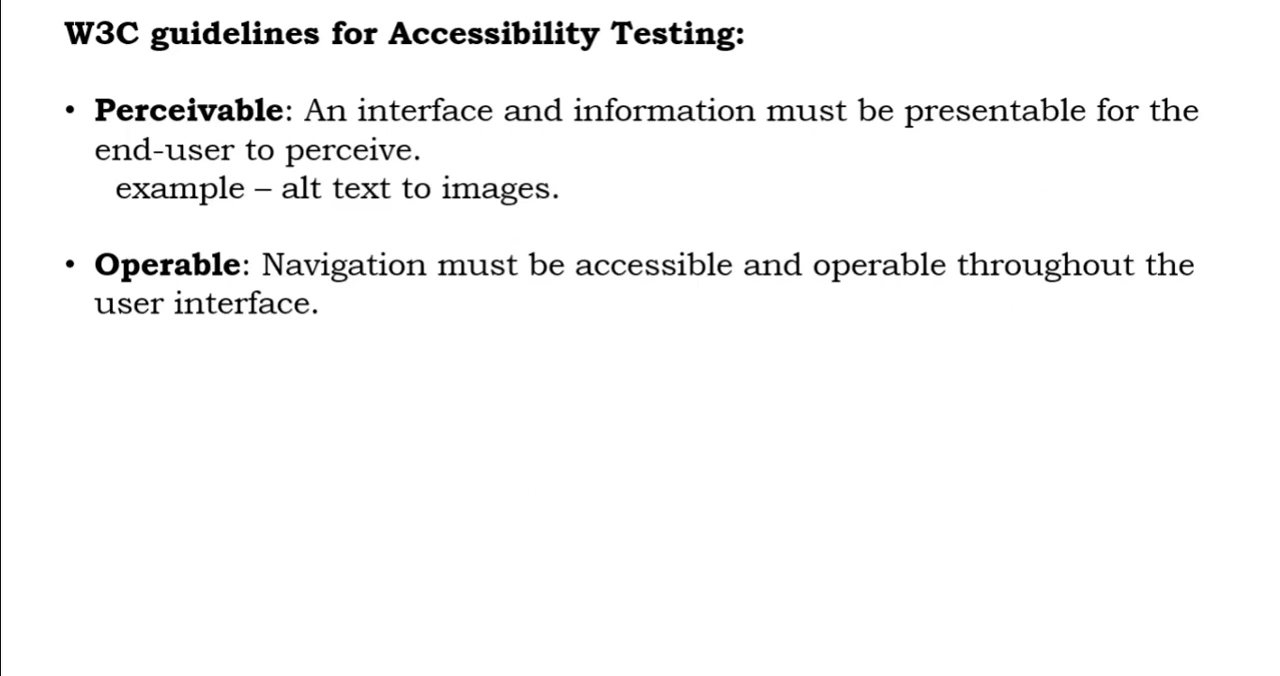 W3C guidelines for Accessibility Testing:
• Perceivable: An interface and information must be presentable for the
end-user to perceive.
example – alt text to images.
• Operable: Navigation must be accessible and operable throughout the
user interface.